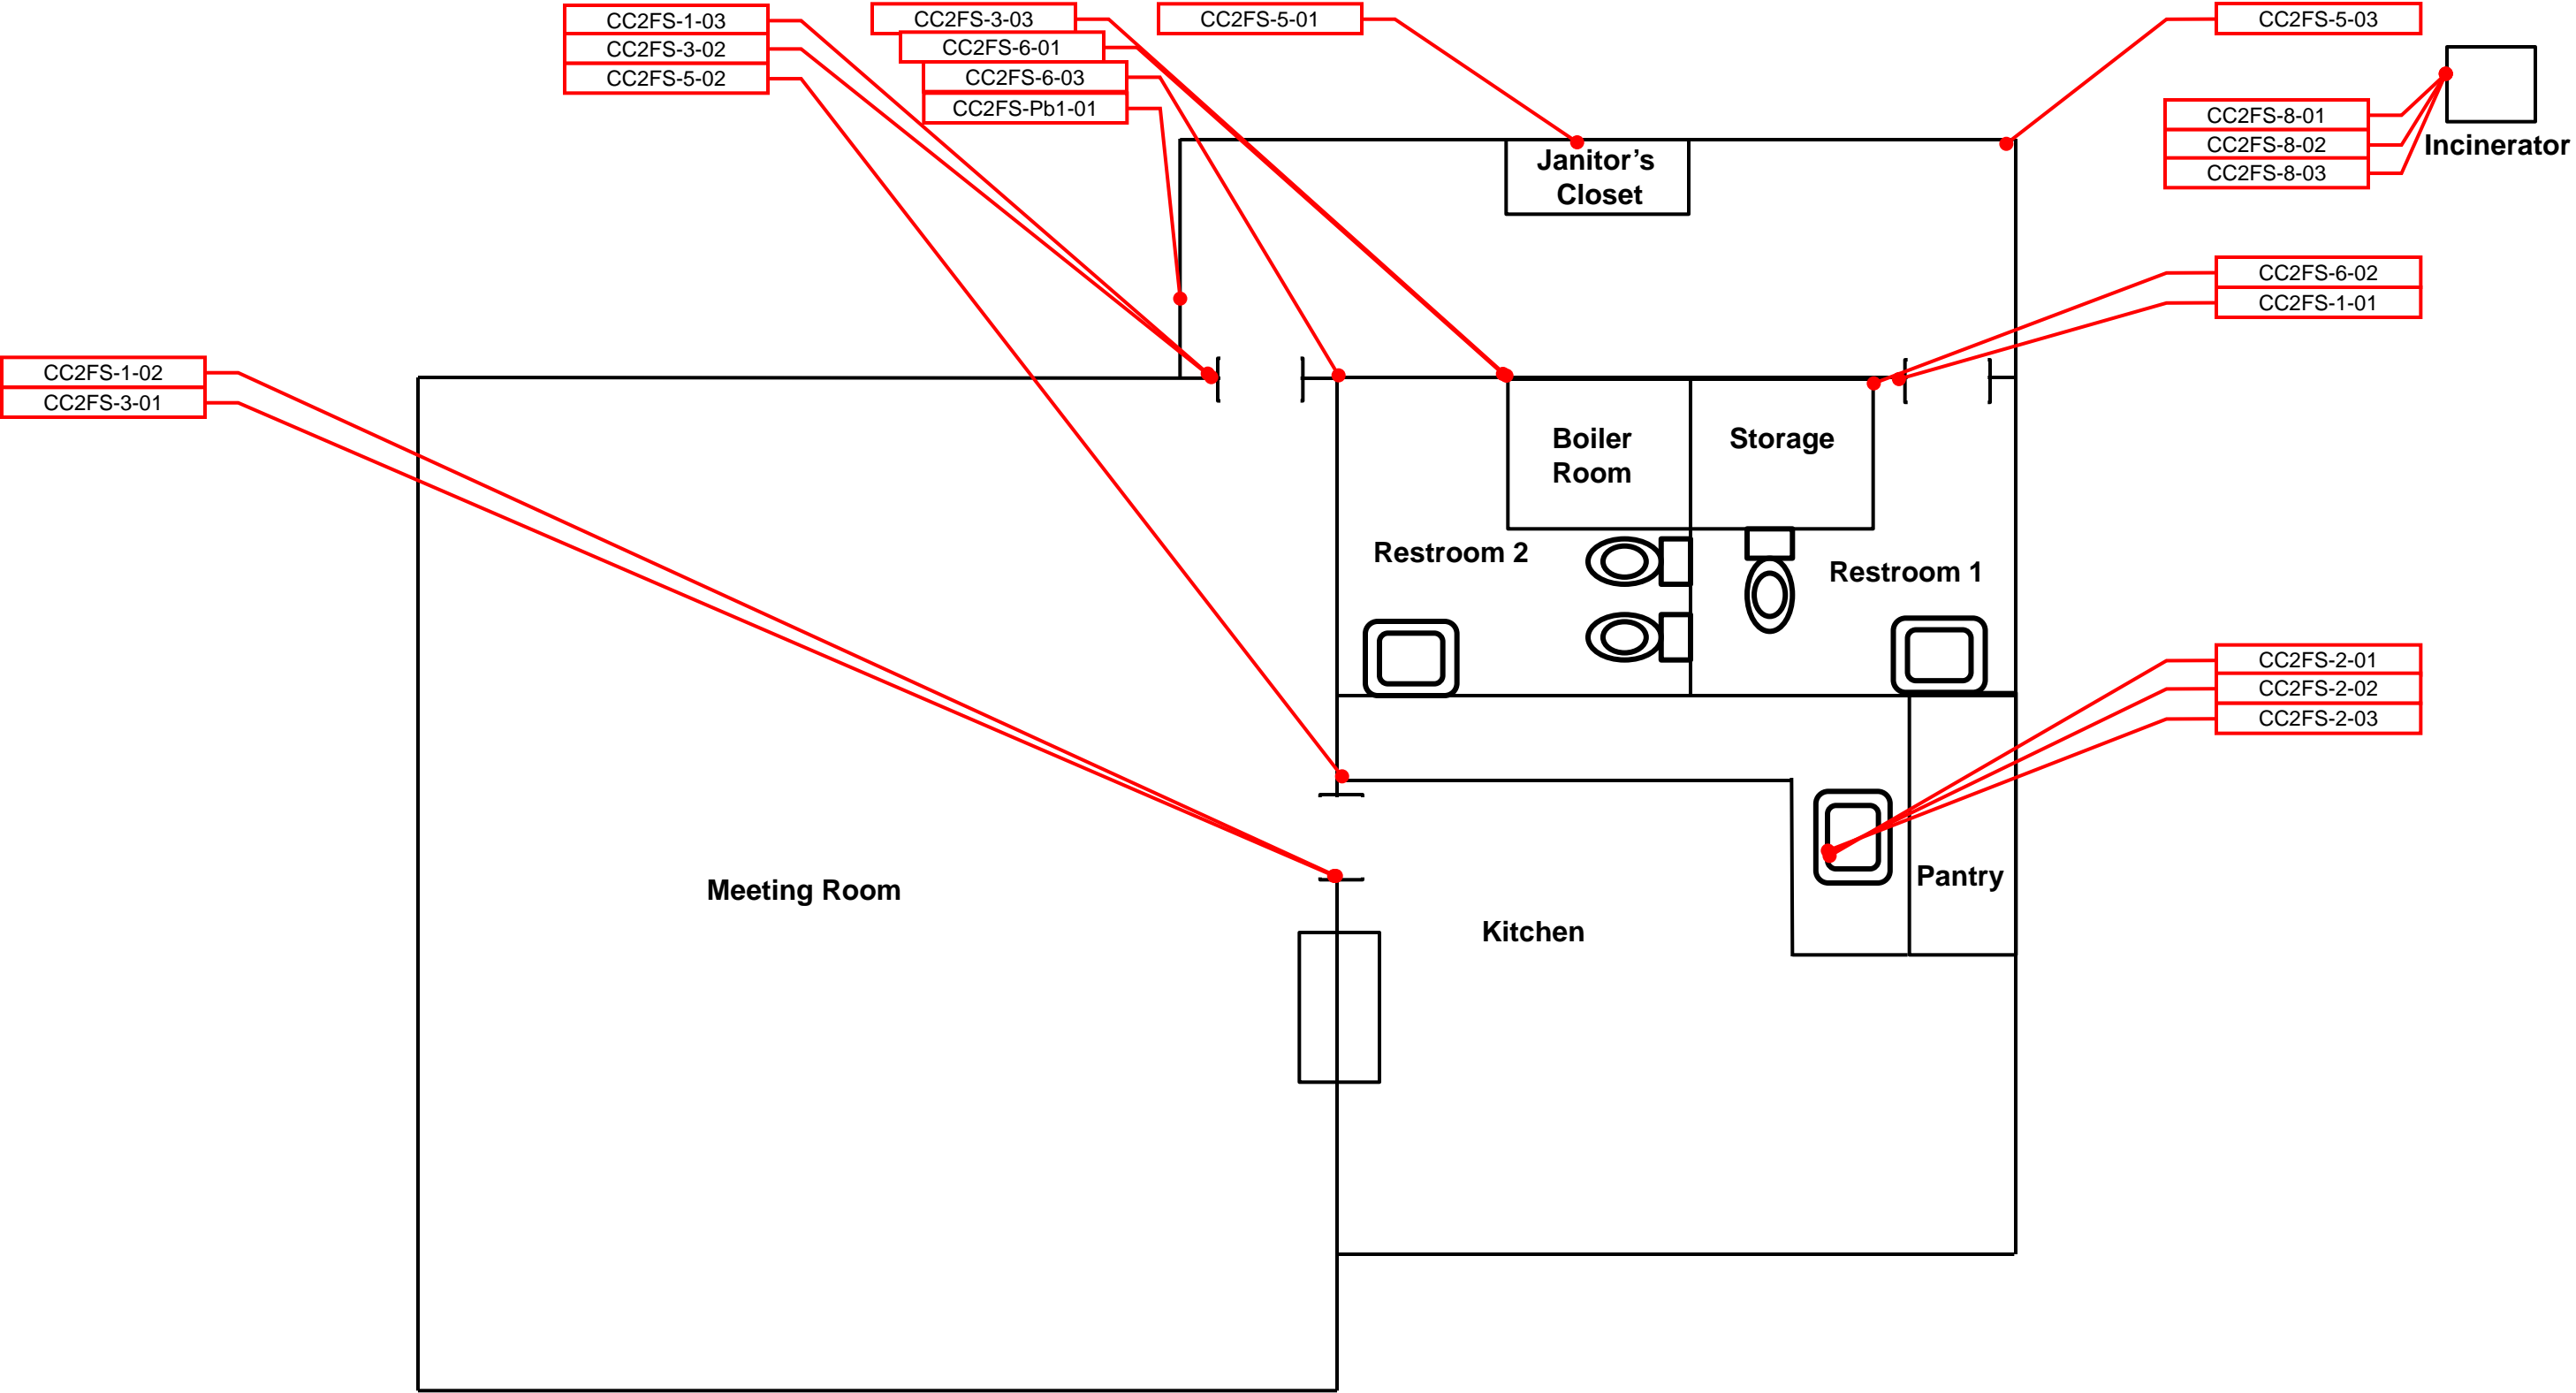 CC2FS-1-03
CC2FS-3-02
CC2FS-5-02
CC2FS-3-03
CC2FS-6-01
CC2FS-6-03
CC2FS-Pb1-01
CC2FS-5-01
CC2FS-5-03
CC2FS-8-01
CC2FS-8-02
CC2FS-8-03
Incinerator
Janitor’s
Closet
CC2FS-6-02
CC2FS-1-01
CC2FS-1-02
CC2FS-3-01
Boiler
Room
Storage
Restroom 2
Restroom 1
CC2FS-2-01
CC2FS-2-02
CC2FS-2-03
Meeting Room
Kitchen
Pantry